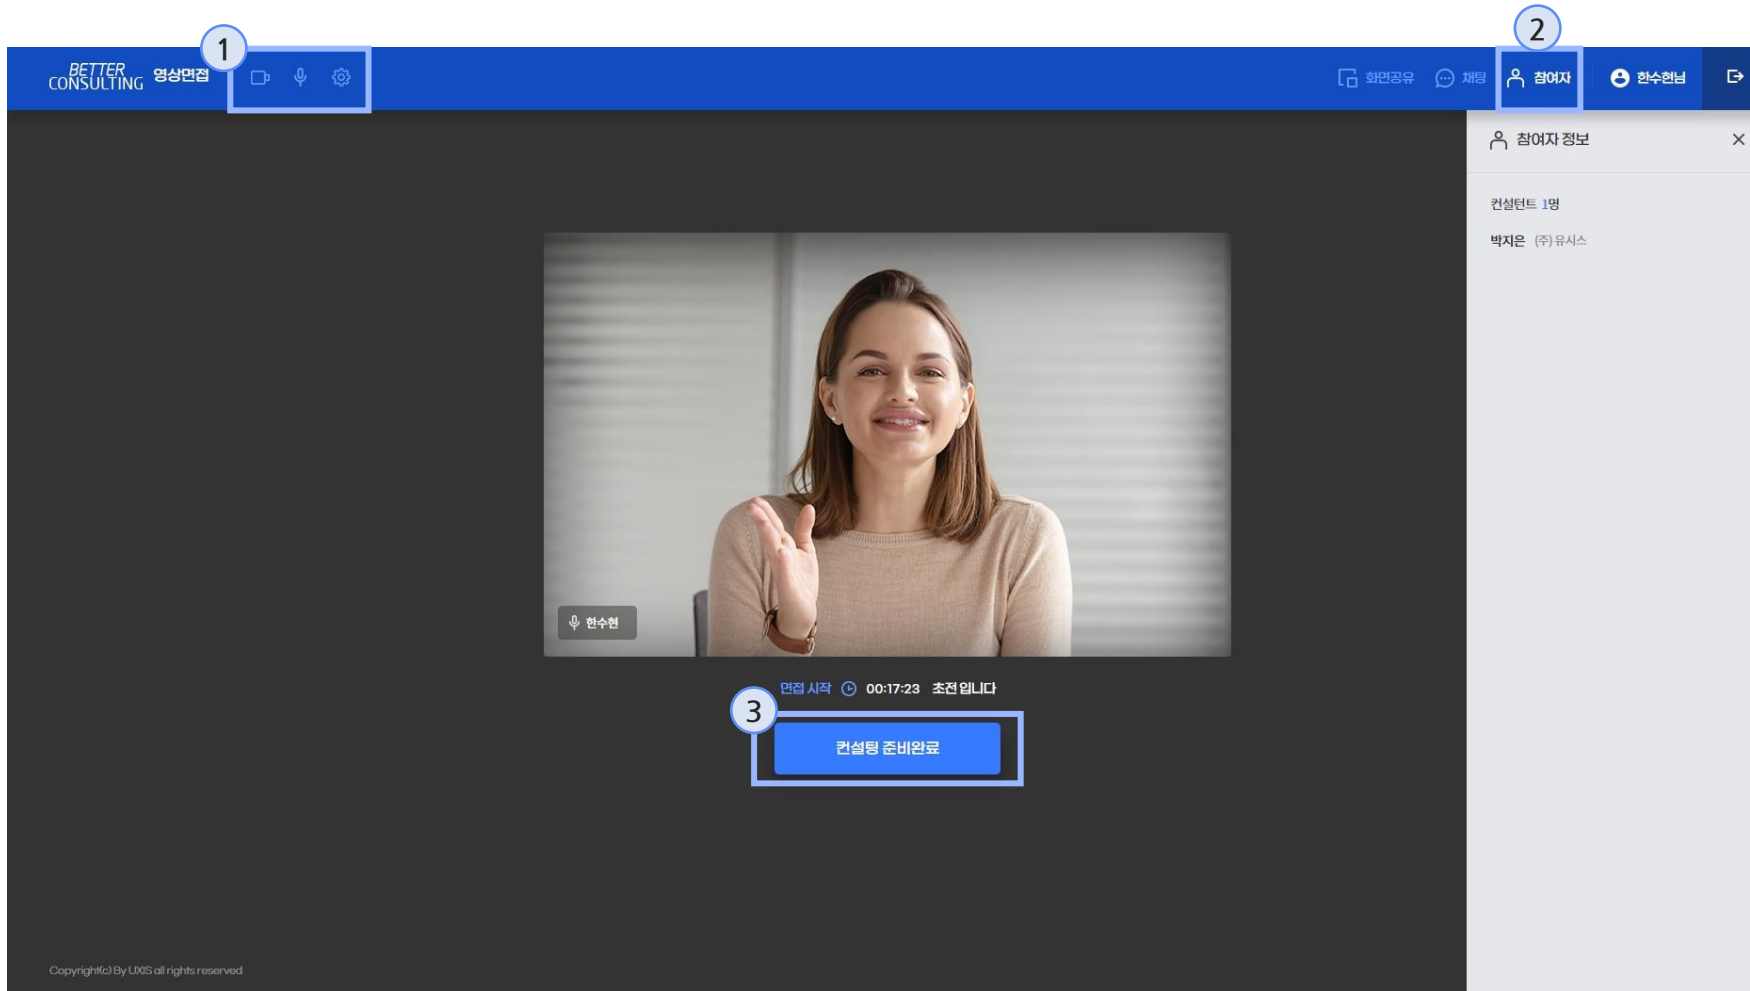 1
2
BETTER
CONSULTING 영상면접
화면공유 채팅 참여자 한수현님
참여자 정보
컨설턴트 1명
박지은 (주)유시스
한수현
면접 시작 00:17:23 초전 입니다
3
컨설팅 준비완료
Copyright(c) By UXIS all rights reserved